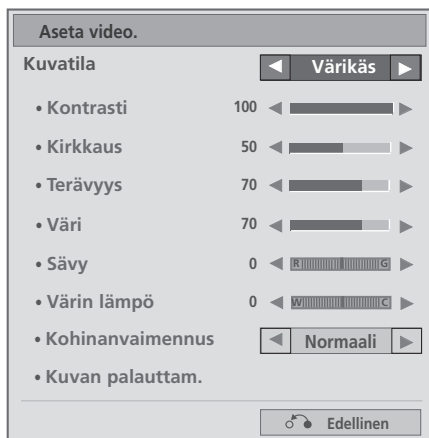 Aseta video.
Kuvatila ◄ Värikäs ►
• Kontrasti 100 ◄ ►
• Kirkkaus 50 ◄ ►
• Terävyys 70 ◄ ►
• Väri 70 ◄ ►
• Sävy 0 ◄ R G ►
• Värin lämpö 0 ◄ W C ►
• Kohinanvaimennus ◄ Normaali ►
• Kuvan palauttam.
Edellinen